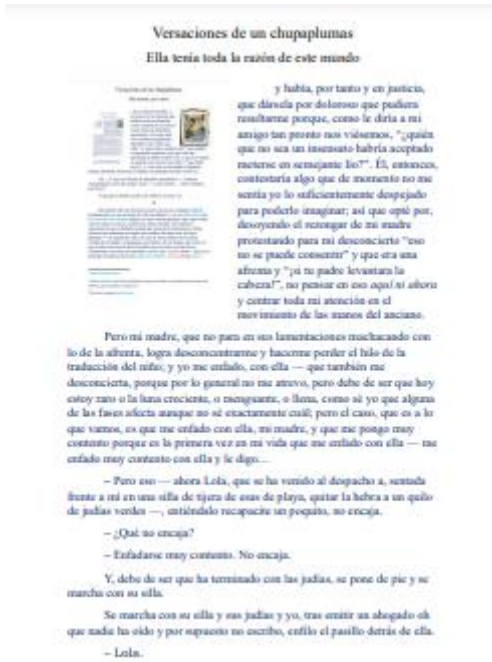 Versaciones de un chupaplumas
Ella tenía toda la razón de este mundo
y había, por tanto y en justicia,
que dársela por doloroso que pudiera
resultarme porque, como le diría a mi
amigo tan pronto nos viésemos, “¿quién
que no sea un insensato habría aceptado
meterse en semejante lío?”. Él, entonces,
contestaría algo que de momento no me
sentía yo lo suficientemente despejado
para poderlo imaginar; así que opté por,
desoyendo el rezongar de mi madre
protestando para mi desconcierto “eso
no se puede consentir” y que era una
afrenta y “¡si tu padre levantara la
cabeza!”, no pensar en eso aquí ni ahora
y centrar toda mi atención en el
movimiento de las manos del anciano.
Pero mi madre, que no para en sus lamentaciones machacando con
lo de la afrenta, logra desconcentrarme y hacerme perder el hilo de la
traducción del niño; y yo me enfado, con ella — que también me
desconcierta, porque por lo general no me atrevo, pero debe de ser que hoy
estoy raro o la luna creciente, o menguante, o llena, como sé yo que alguna
de las fases afecta aunque no sé exactamente cuál; pero el caso, que es a lo
que vamos, es que me enfado con ella, mi madre, y que me pongo muy
contento porque es la primera vez en mi vida que me enfado con ella — me
enfado muy contento con ella y le digo…
– Pero eso — ahora Lola, que se ha venido al despacho a, sentada
frente a mí en una silla de tijera de esas de playa, quitar la hebra a un quilo
de judías verdes —, entiéndalo recapacite un poquito, no encaja.
– ¿Qué no encaja?
– Enfadarse muy contento. No encaja.
Y, debe de ser que ha terminado con las judías, se pone de pie y se
marcha con su silla.
Se marcha con su silla y sus judías y yo, tras emitir un ahogado oh
que nadie ha oído y por supuesto no escribo, enfilo el pasillo detrás de ella.
– Lola.